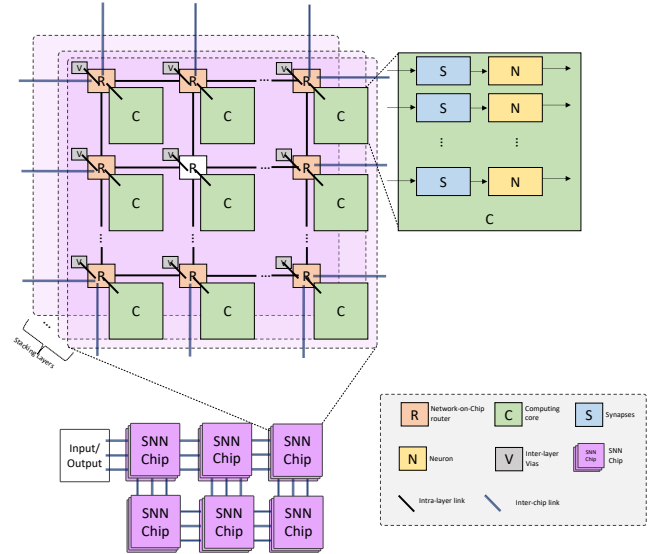 V V V
R R ... R
C C C
V V V
R R ... R
C C C
... ... ...
V V V
R R ... R
C C C
...
Stacking Layers
S N
S N
... ...
S N
C
Input/
Output
SNN
Chip
SNN
Chip
SNN
Chip
SNN
Chip
SNN
Chip
SNN
Chip
R Network-on-Chip
router
C Computing
core
S Synapses
N Neuron
V Inter-layer
Vias
SNN
Chip
SNN
Chip
Intra-layer link
Inter-chip link